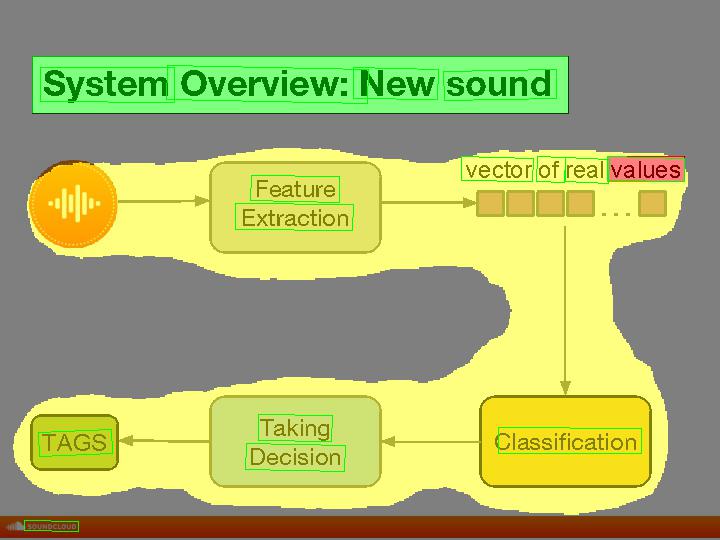 System Overview: New sound
vector of real values
Feature
Extraction
...
Taking
Decision
Classification
TAGS
SOUNDCLOUD